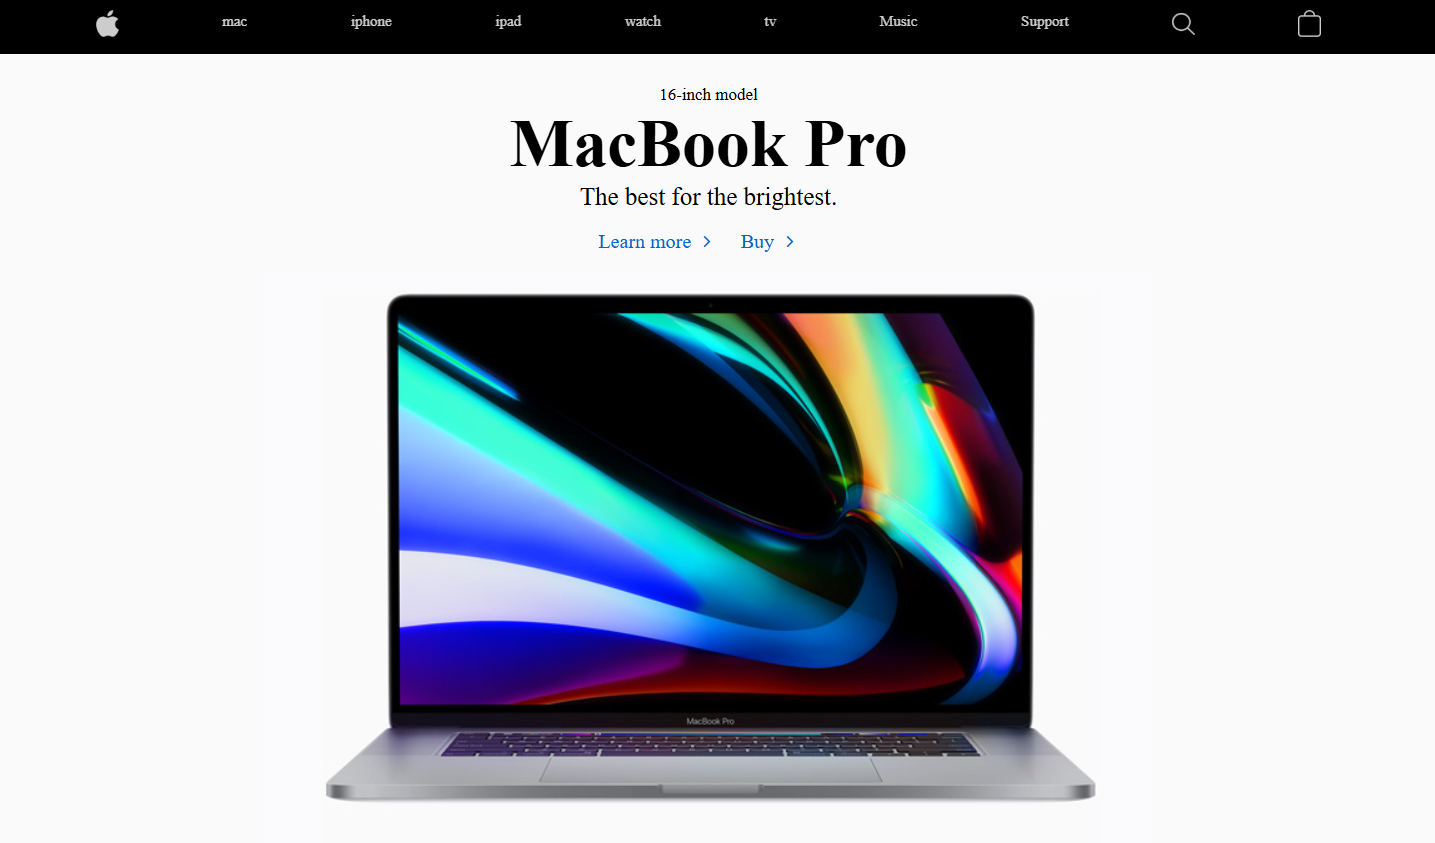 mac iphone ipad watch tv Music Support
16-inch model
MacBook Pro
The best for the brightest.
Learn more Buy
MacBook Pro